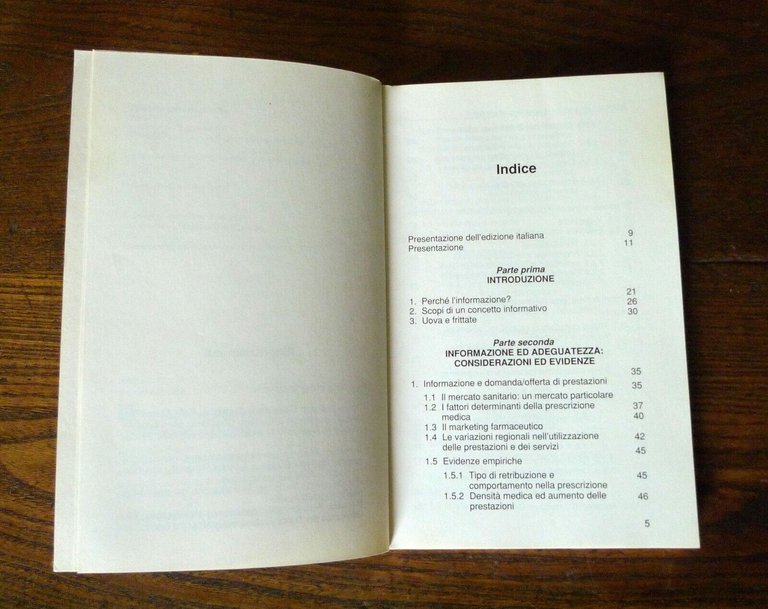 Indice
Presentazione dell'edizione italiana 9
Presentazione 11
Parte prima
INTRODUZIONE
1. Perché l'informazione? 21
2. Scopi di un concetto informativo 26
3. Uova e frittate 30
Parte seconda
INFORMAZIONE ED ADEGUATEZZA:
CONSIDERAZIONI ED EVIDENZE
1. Informazione e domanda/offerta di prestazioni 35
1.1 Il mercato sanitario: un mercato particolare 35
1.2 I fattori determinanti della prescrizione
medica 37
1.3 Il marketing farmaceutico 40
1.4 Le variazioni regionali nell'utilizzazione
delle prestazioni e dei servizi 42
1.5 Evidenze empiriche 45
1.5.1 Tipo di retribuzione e
comportamento nella prescrizione 45
1.5.2 Densità medica ed aumento delle
prestazioni 46
5